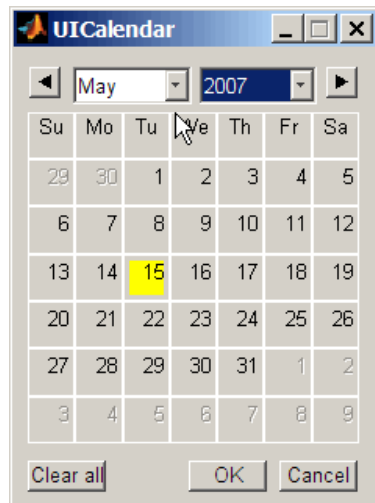 UICalendar
May 2007
Su Mo Tu We Th Fr Sa
29 30 1 2 3 4 5
6 7 8 9 10 11 12
13 14 15 16 17 18 19
20 21 22 23 24 25 26
27 28 29 30 31 1 2
3 4 5 6 7 8 9
Clear all OK Cancel